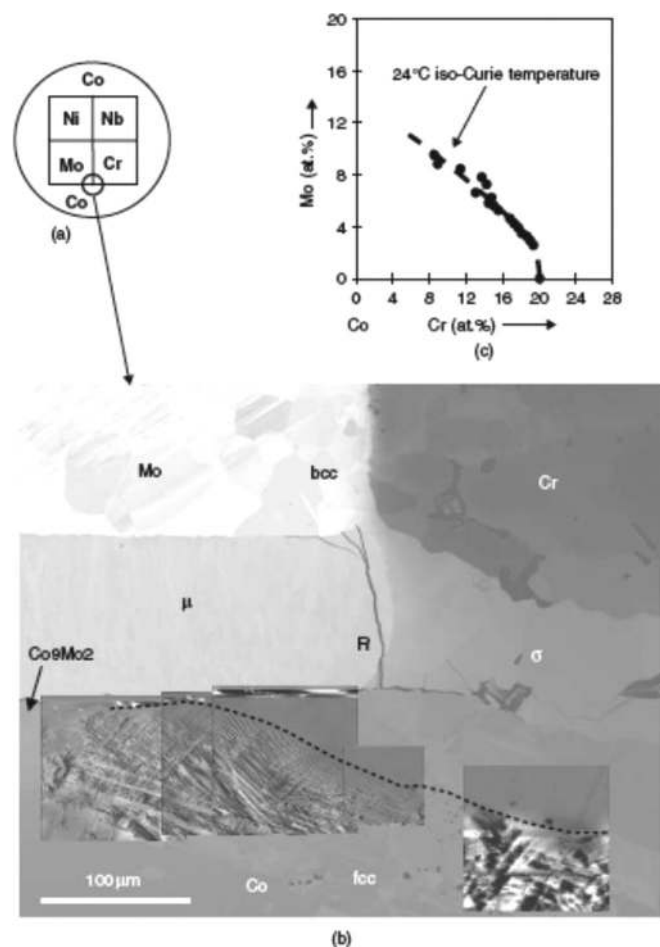 Co
Ni Nb
Mo Cr
Co
(a)
20
16
12
8
4
0
Mo (at.%)
24°C iso-Curie temperature
0 4 8 12 16 20 24 28
Co Cr (at.%)
(c)
Mo
bcc
Cr
μ
Co9Mo2
R
σ
100 μm
Co
fcc
(b)